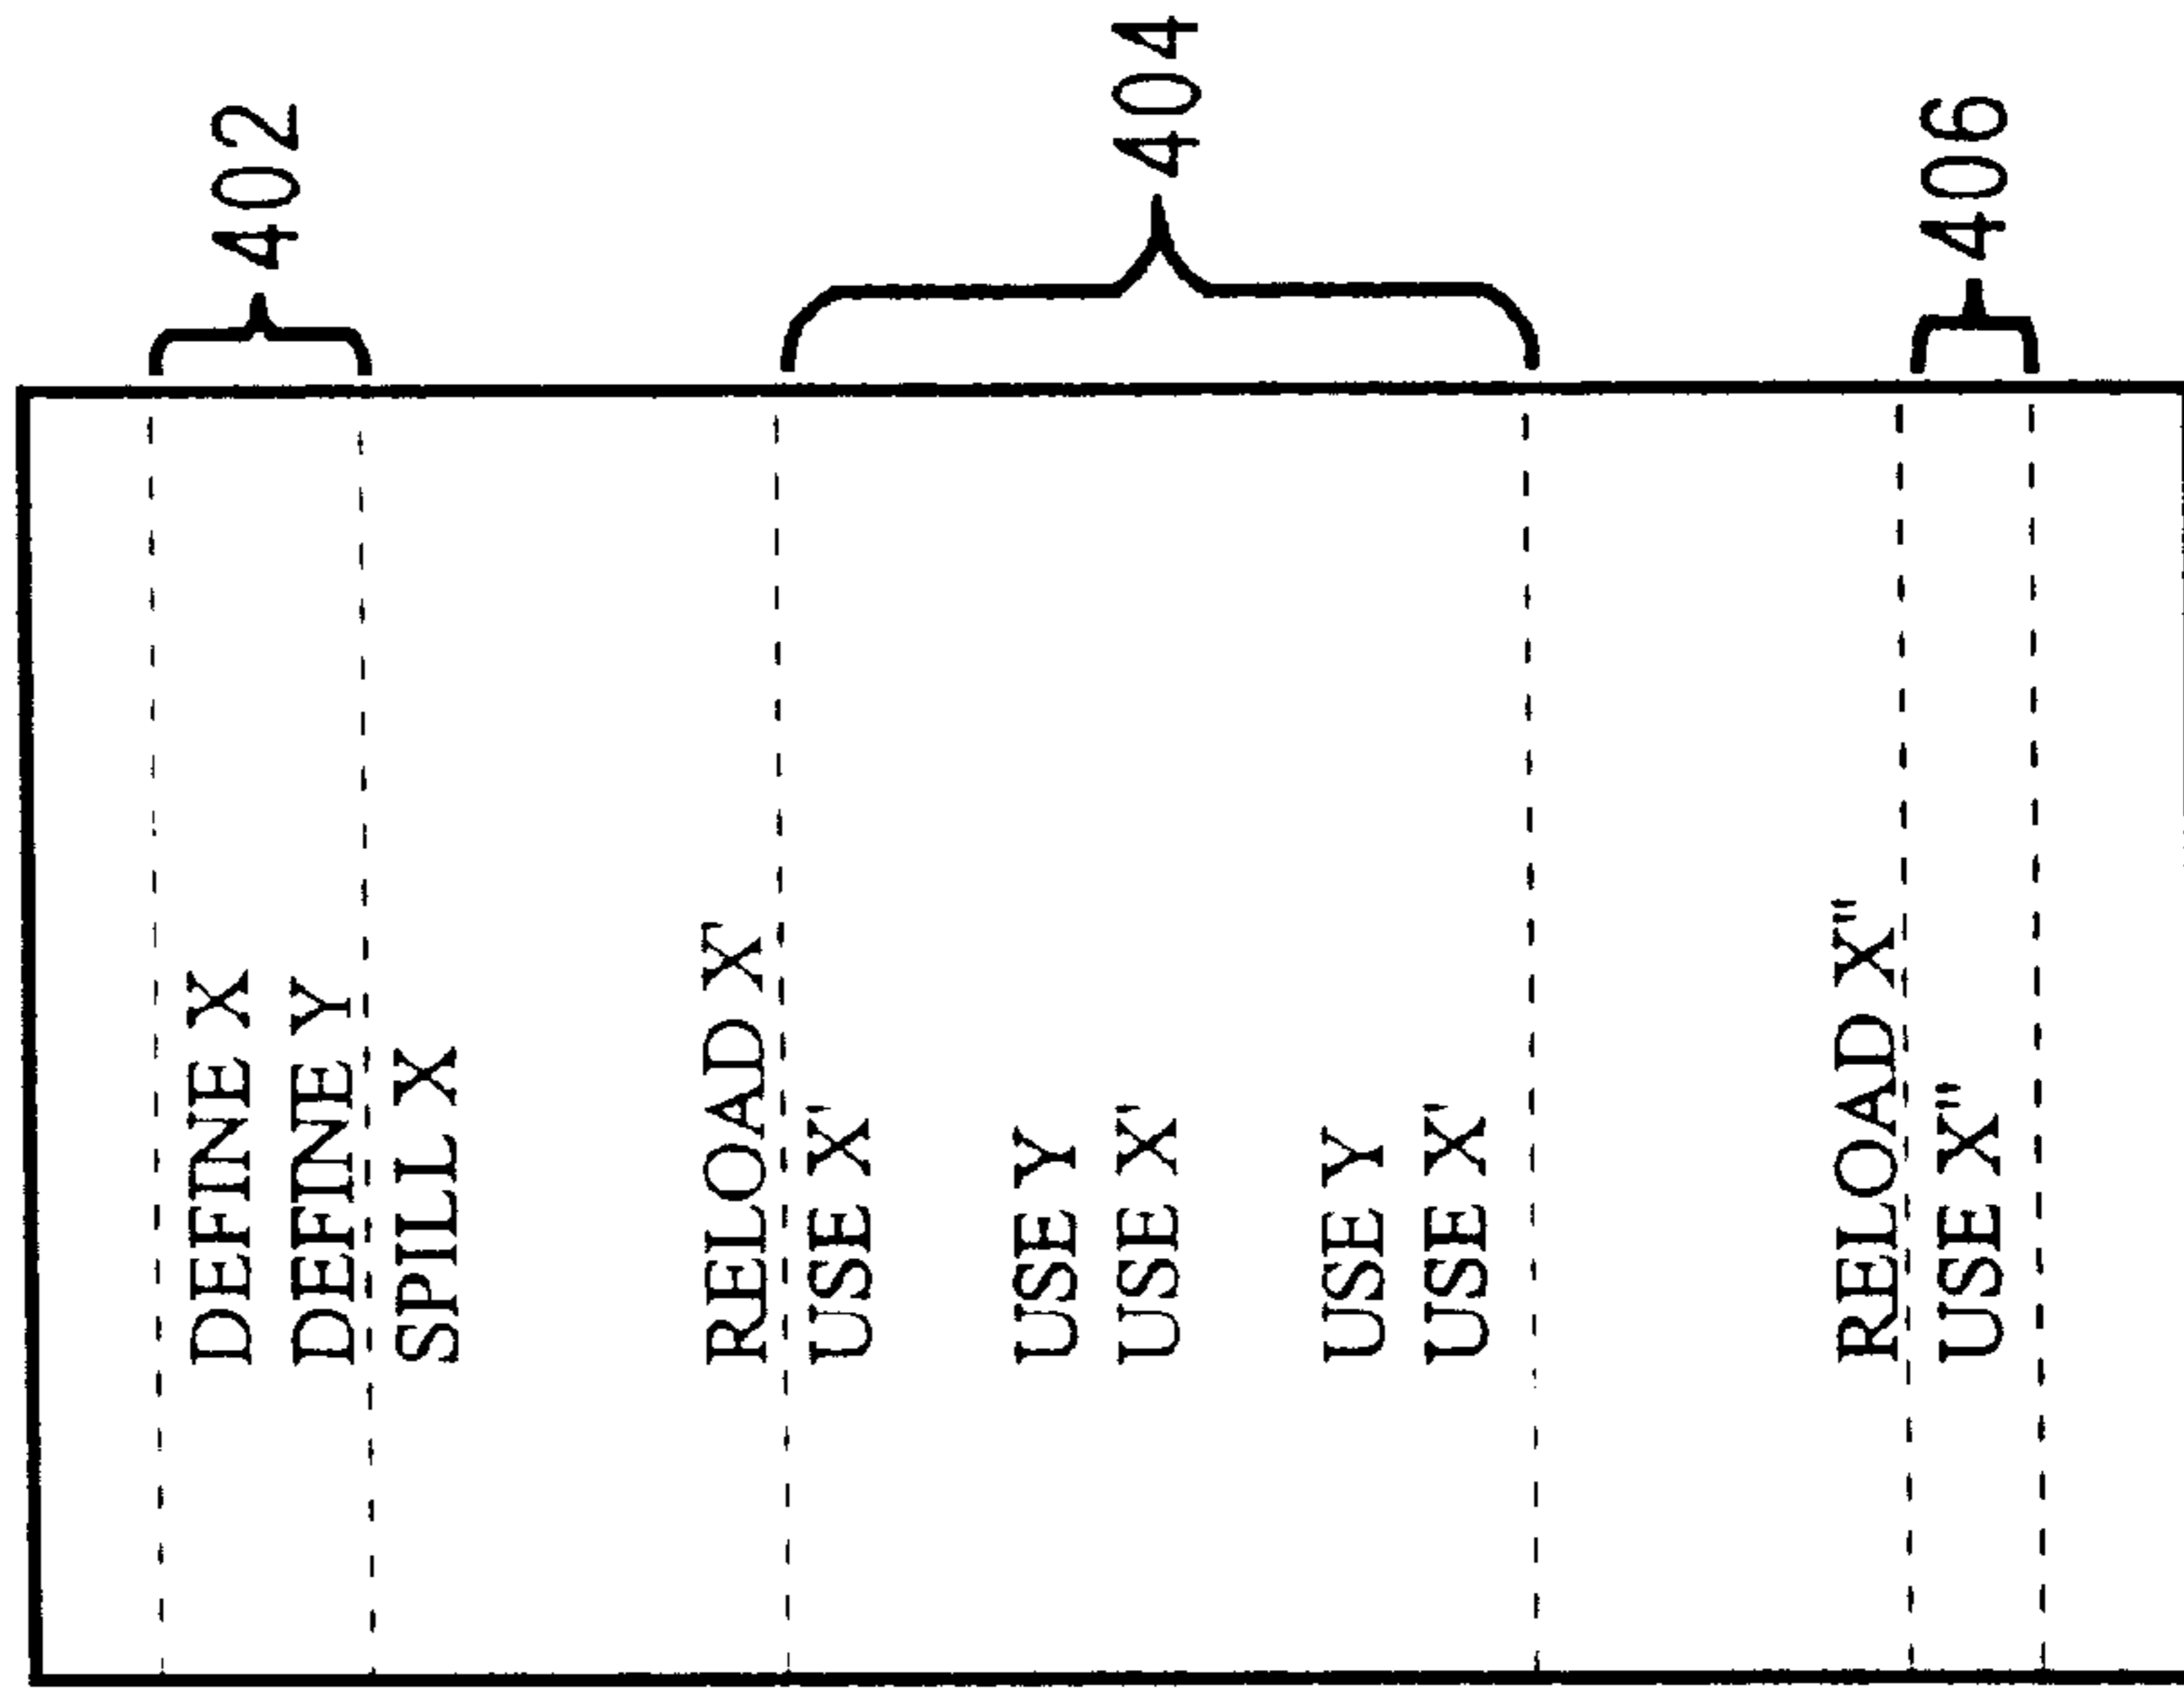 DEFINE X
DEFINE Y
402
SPILL X
RELOAD X'
USE X'
USE Y
USE X'
404
USE Y
USE X'
RELOAD X"
USE X"
406